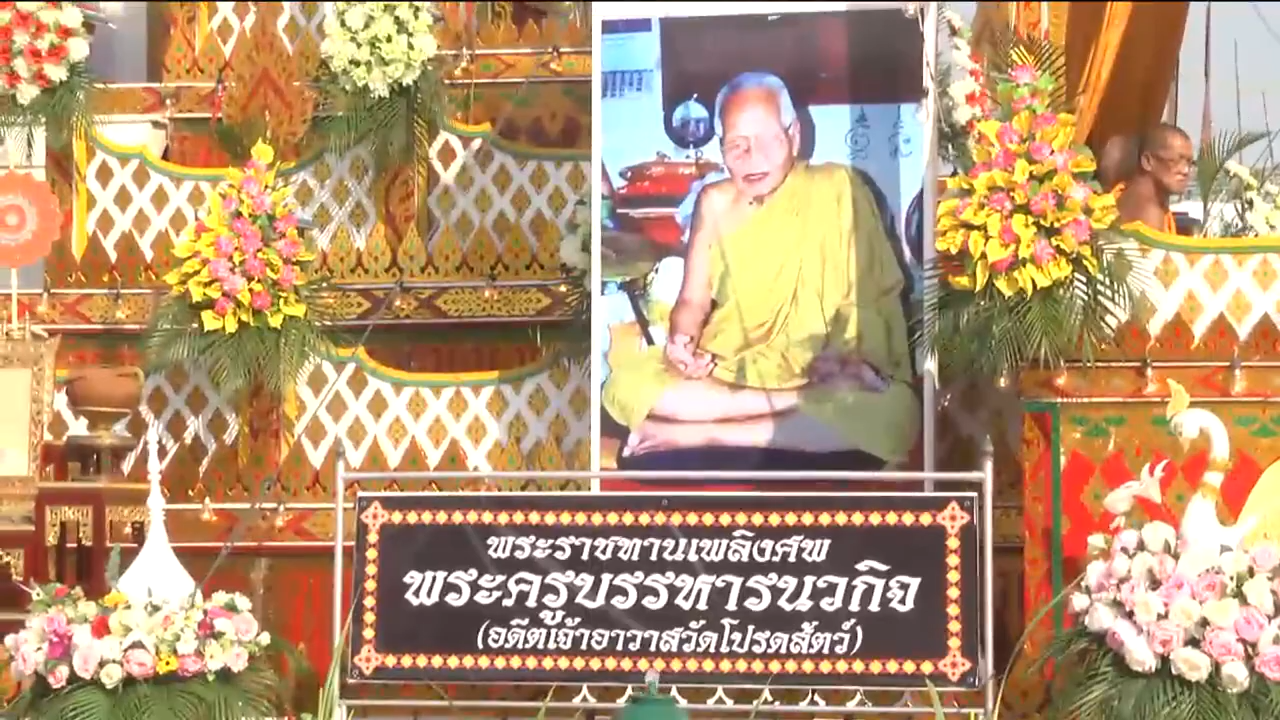 พระราชทานเพลิงศพ
พระครูบรรหารนวกิจ
(อดีตเจ้าอาวาสวัดโปรดสัตว์)